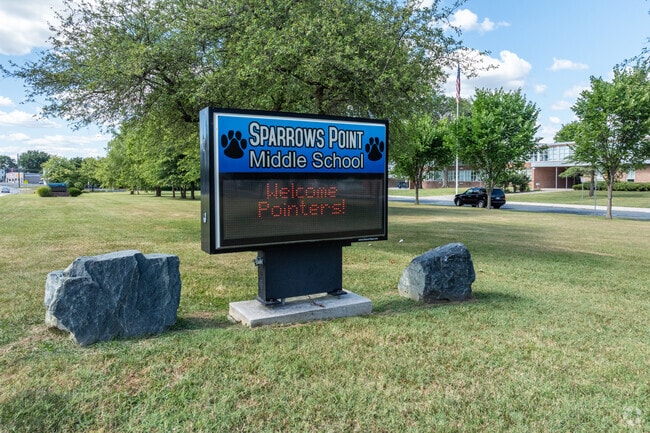 SPARROWS POINT
Middle School
Welcome
Pointers!